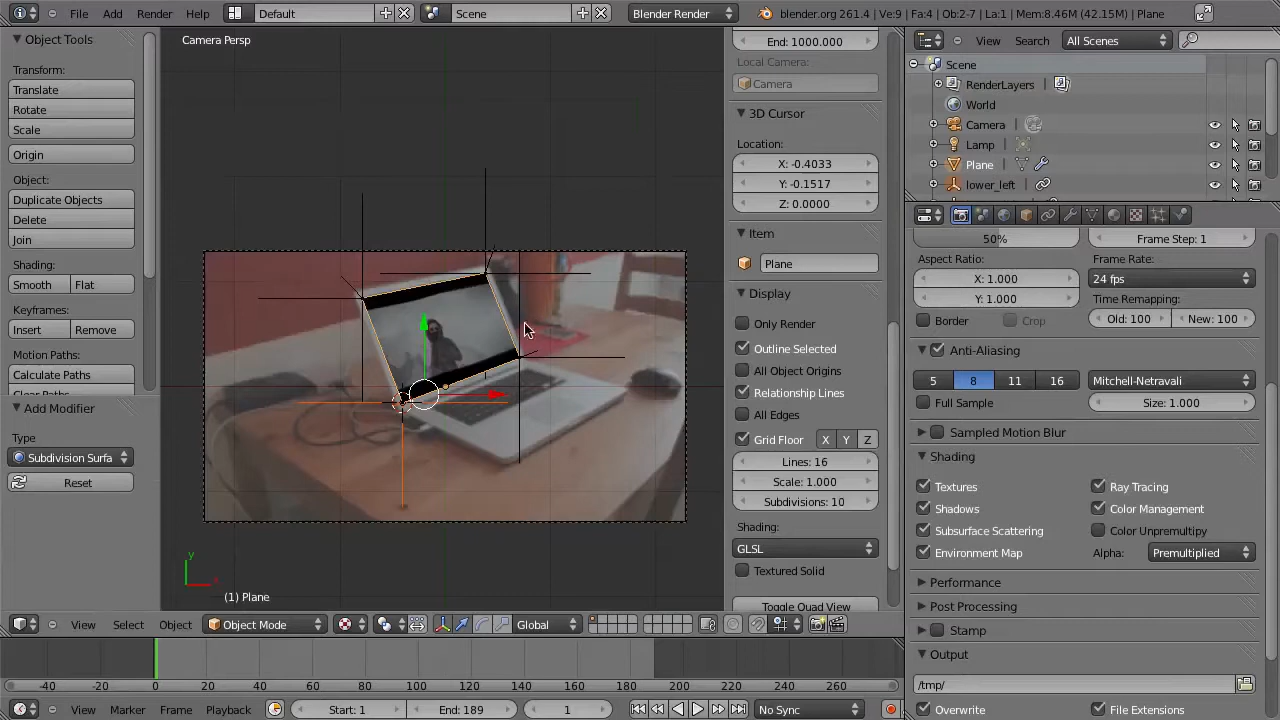 File Add Render Help Default Scene Blender Render blender.org 261.4 | Ve:9 | Fa:4 | Ob:2-7 | La:1 | Mem:8.46M (42.15M) | Plane
Object Tools
Transform:
Translate
Rotate
Scale
Origin
Object:
Duplicate Objects
Delete
Join
Shading:
Smooth Flat
Keyframes:
Insert Remove
Motion Paths:
Calculate Paths
Add Modifier
Type
Subdivision Surfa
Reset
Camera Persp
y
x
(1) Plane
View Select Object Object Mode Global
End: 1000.000
Local Camera:
Camera
3D Cursor
Location:
X: -0.4033
Y: -0.1517
Z: 0.0000
Item
Plane
Display
Only Render
Outline Selected
All Object Origins
Relationship Lines
All Edges
Grid Floor X Y Z
Lines: 16
Scale: 1.000
Subdivisions: 10
Shading:
GLSL
Textured Solid
Toggle Quad View
View Search All Scenes
Scene
RenderLayers |
World
Camera |
Lamp |
Plane |
lower_left |
50% Frame Step: 1
Aspect Ratio: Frame Rate:
X: 1.000 24 fps
Y: 1.000 Time Remapping:
Border Crop Old: 100 New: 100
Anti-Aliasing
5 8 11 16 Mitchell-Netravali
Full Sample Size: 1.000
Sampled Motion Blur
Shading
Textures Ray Tracing
Shadows Color Management
Subsurface Scattering Color Unpremultipy
Environment Map Alpha: Premultiplied
Performance
Post Processing
Stamp
Output
/tmp/
Overwrite File Extensions
-40 -20 0 20 40 60 80 100 120 140 160 180 200 220 240 260
View Marker Frame Playback Start: 1 End: 189 1 No Sync